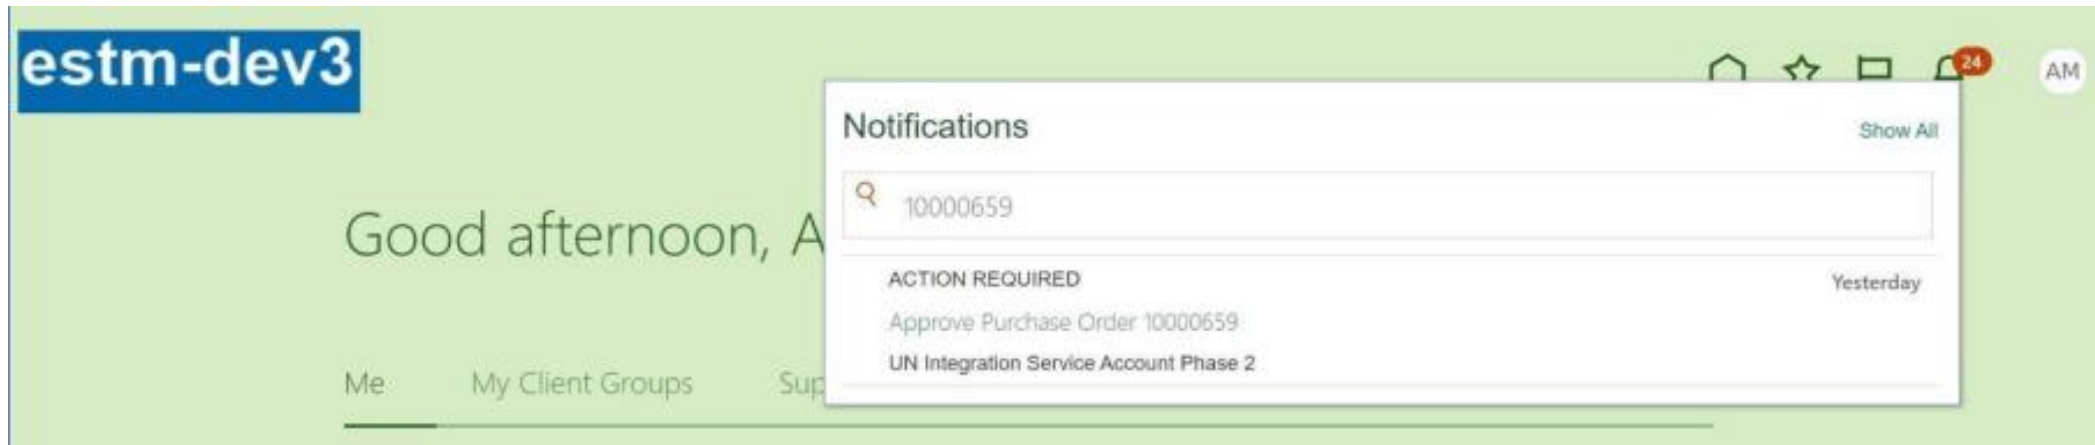 estm-dev3
24
AM
Notifications
Show All
10000659
Good afternoon, A
ACTION REQUIRED
Yesterday
Approve Purchase Order 10000659
UN Integration Service Account Phase 2
Me
My Client Groups
Sup